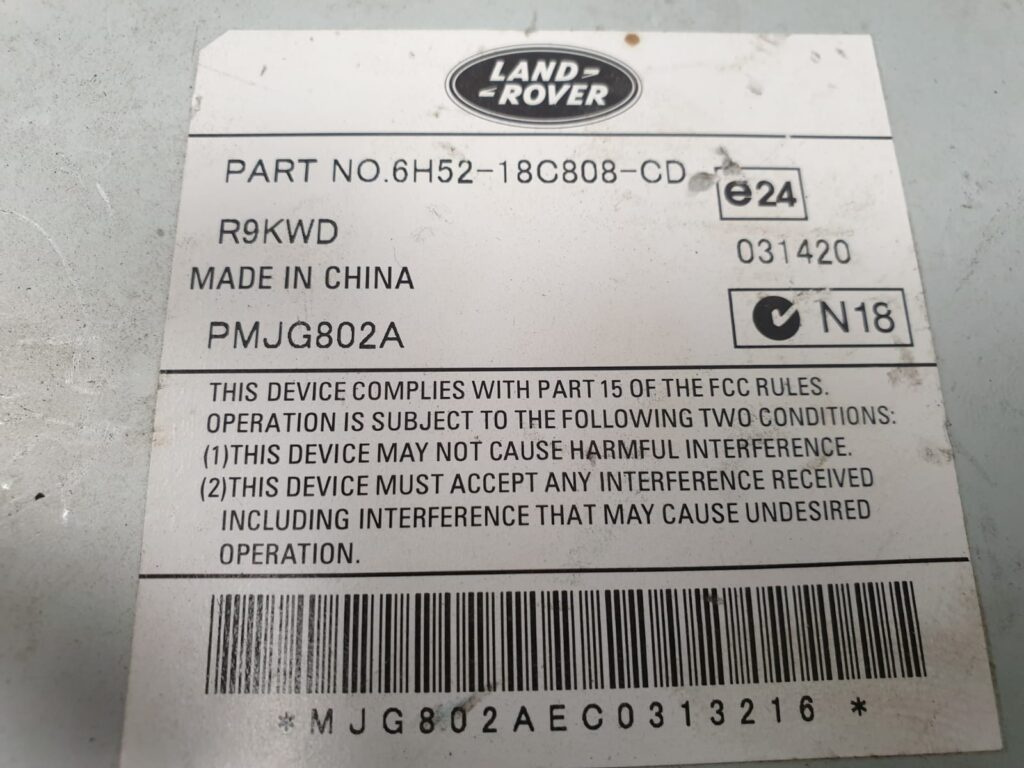 LAND-
-ROVER
PART NO.6H52-18C808-CD
e24
R9KWD
031420
MADE IN CHINA
N18
PMJG802A
THIS DEVICE COMPLIES WITH PART 15 OF THE FCC RULES.
OPERATION IS SUBJECT TO THE FOLLOWING TWO CONDITIONS:
(1)THIS DEVICE MAY NOT CAUSE HARMFUL INTERFERENCE.
(2)THIS DEVICE MUST ACCEPT ANY INTERFERENCE RECEIVED
INCLUDING INTERFERENCE THAT MAY CAUSE UNDESIRED
OPERATION.
*MJG802AEC0313216*